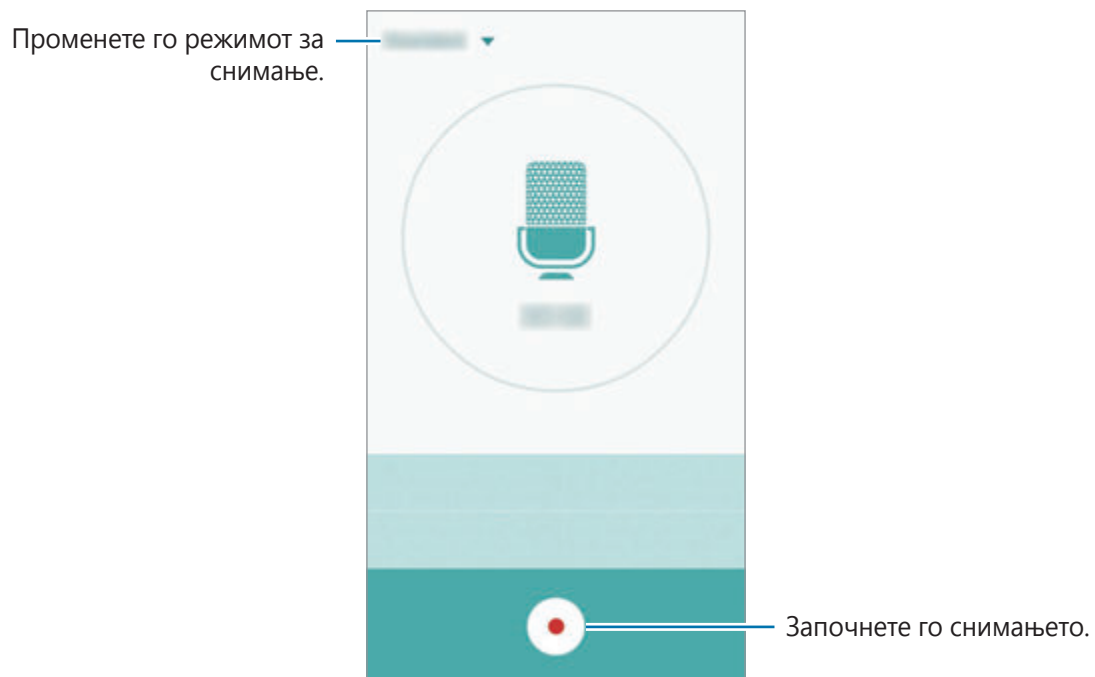 Променете го режимот за
снимање.
Започнете го снимањето.